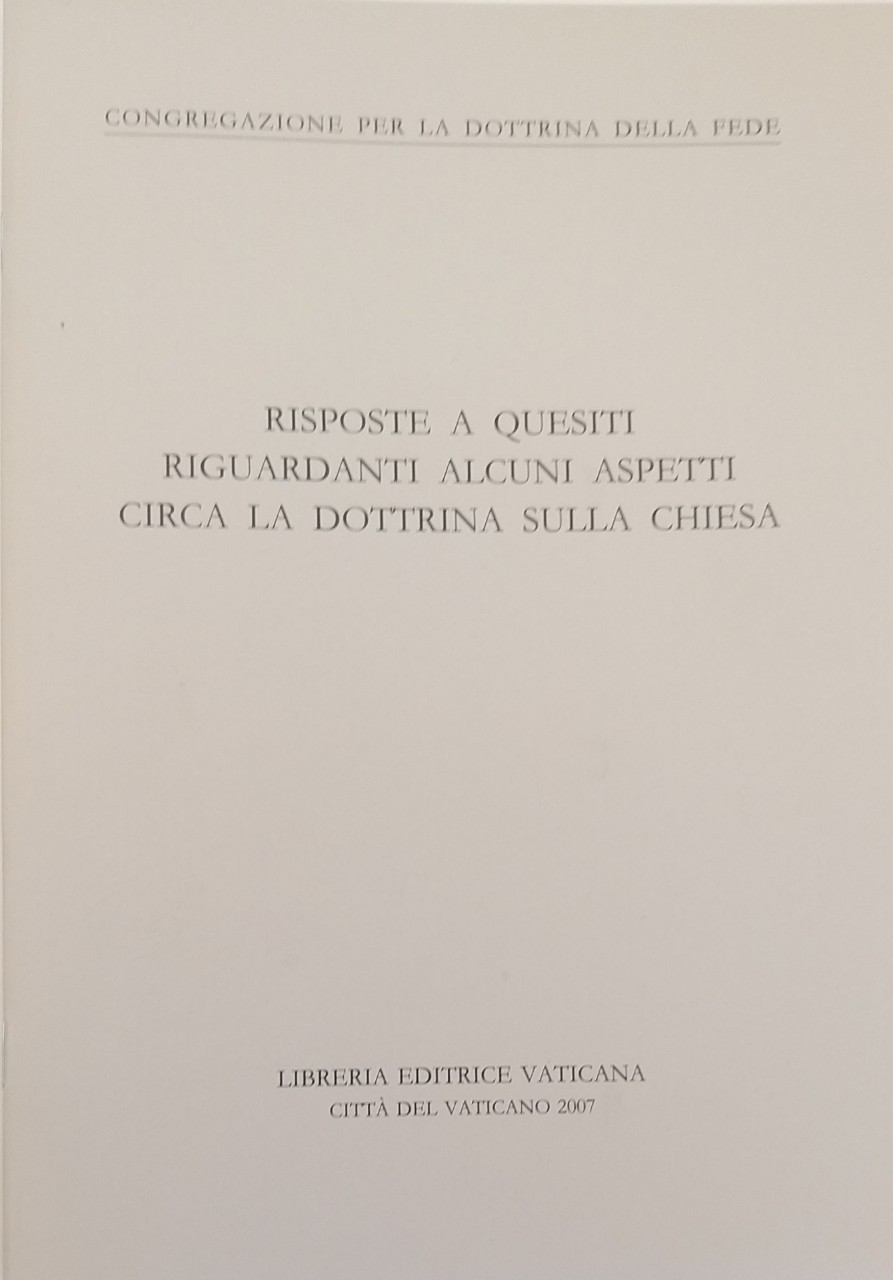 CONGREGAZIONE PER LA DOTTRINA DELLA FEDE
RISPOSTE A QUESITI
RIGUARDANTI ALCUNI ASPETTI
CIRCA LA DOTTRINA SULLA CHIESA
LIBRERIA EDITRICE VATICANA
CITTÀ DEL VATICANO 2007